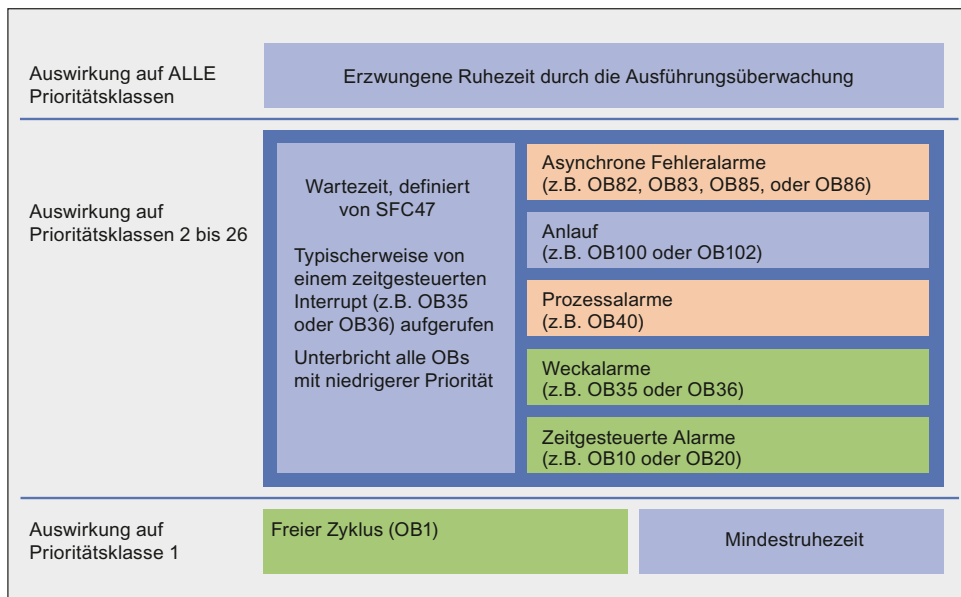 Auswirkung auf ALLE
Prioritätsklassen
Erzwungene Ruhezeit durch die Ausführungsüberwachung
Auswirkung auf
Prioritätsklassen 2 bis 26
Wartezeit, definiert
von SFC47
Typischerweise von
einem zeitgesteuerten
Interrupt (z.B. OB35
oder OB36) aufgerufen
Unterbricht alle OBs
mit niedrigerer Priorität
Asynchrone Fehleralarme
(z.B. OB82, OB83, OB85, oder OB86)
Anlauf
(z.B. OB100 oder OB102)
Prozessalarme
(z.B. OB40)
Weckalarme
(z.B. OB35 oder OB36)
Zeitgesteuerte Alarme
(z.B. OB10 oder OB20)
Auswirkung auf
Prioritätsklasse 1
Freier Zyklus (OB1)
Mindestruhezeit